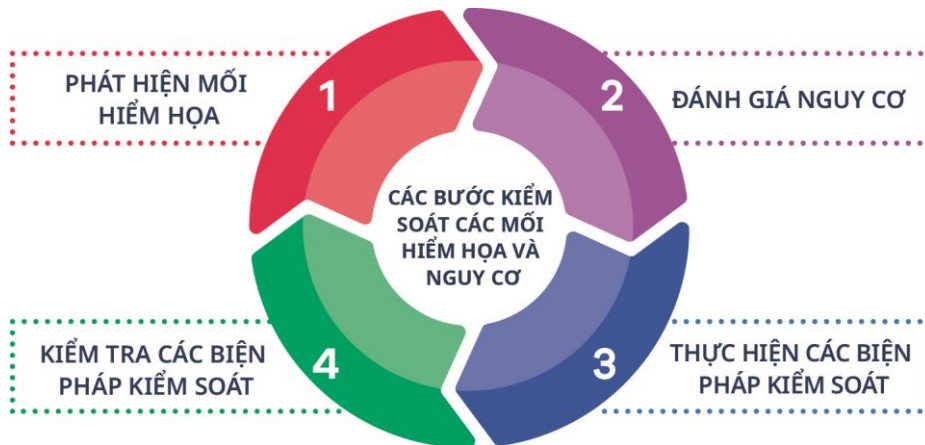 PHÁT HIỆN MỐI
HIỂM HỌA
1
2
ĐÁNH GIÁ NGUY CƠ
CÁC BƯỚC KIỂM
SOÁT CÁC MỐI
HIỂM HỌA VÀ
NGUY CƠ
3
THỰC HIỆN CÁC BIỆN
PHÁP KIỂM SOÁT
KIỂM TRA CÁC BIỆN
PHÁP KIỂM SOÁT
4